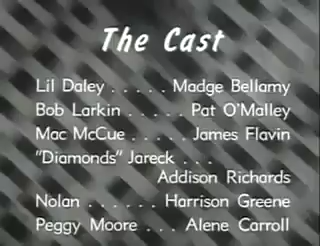 The Cast
Lil Daley . . . . . Madge Bellamy
Bob Larkin . . . . . Pat O'Malley
Mac McCue . . . . . James Flavin
"Diamonds" Jareck . . .
Addison Richards
Nolan . . . . . . Harrison Greene
Peggy Moore . . . Alene Carroll